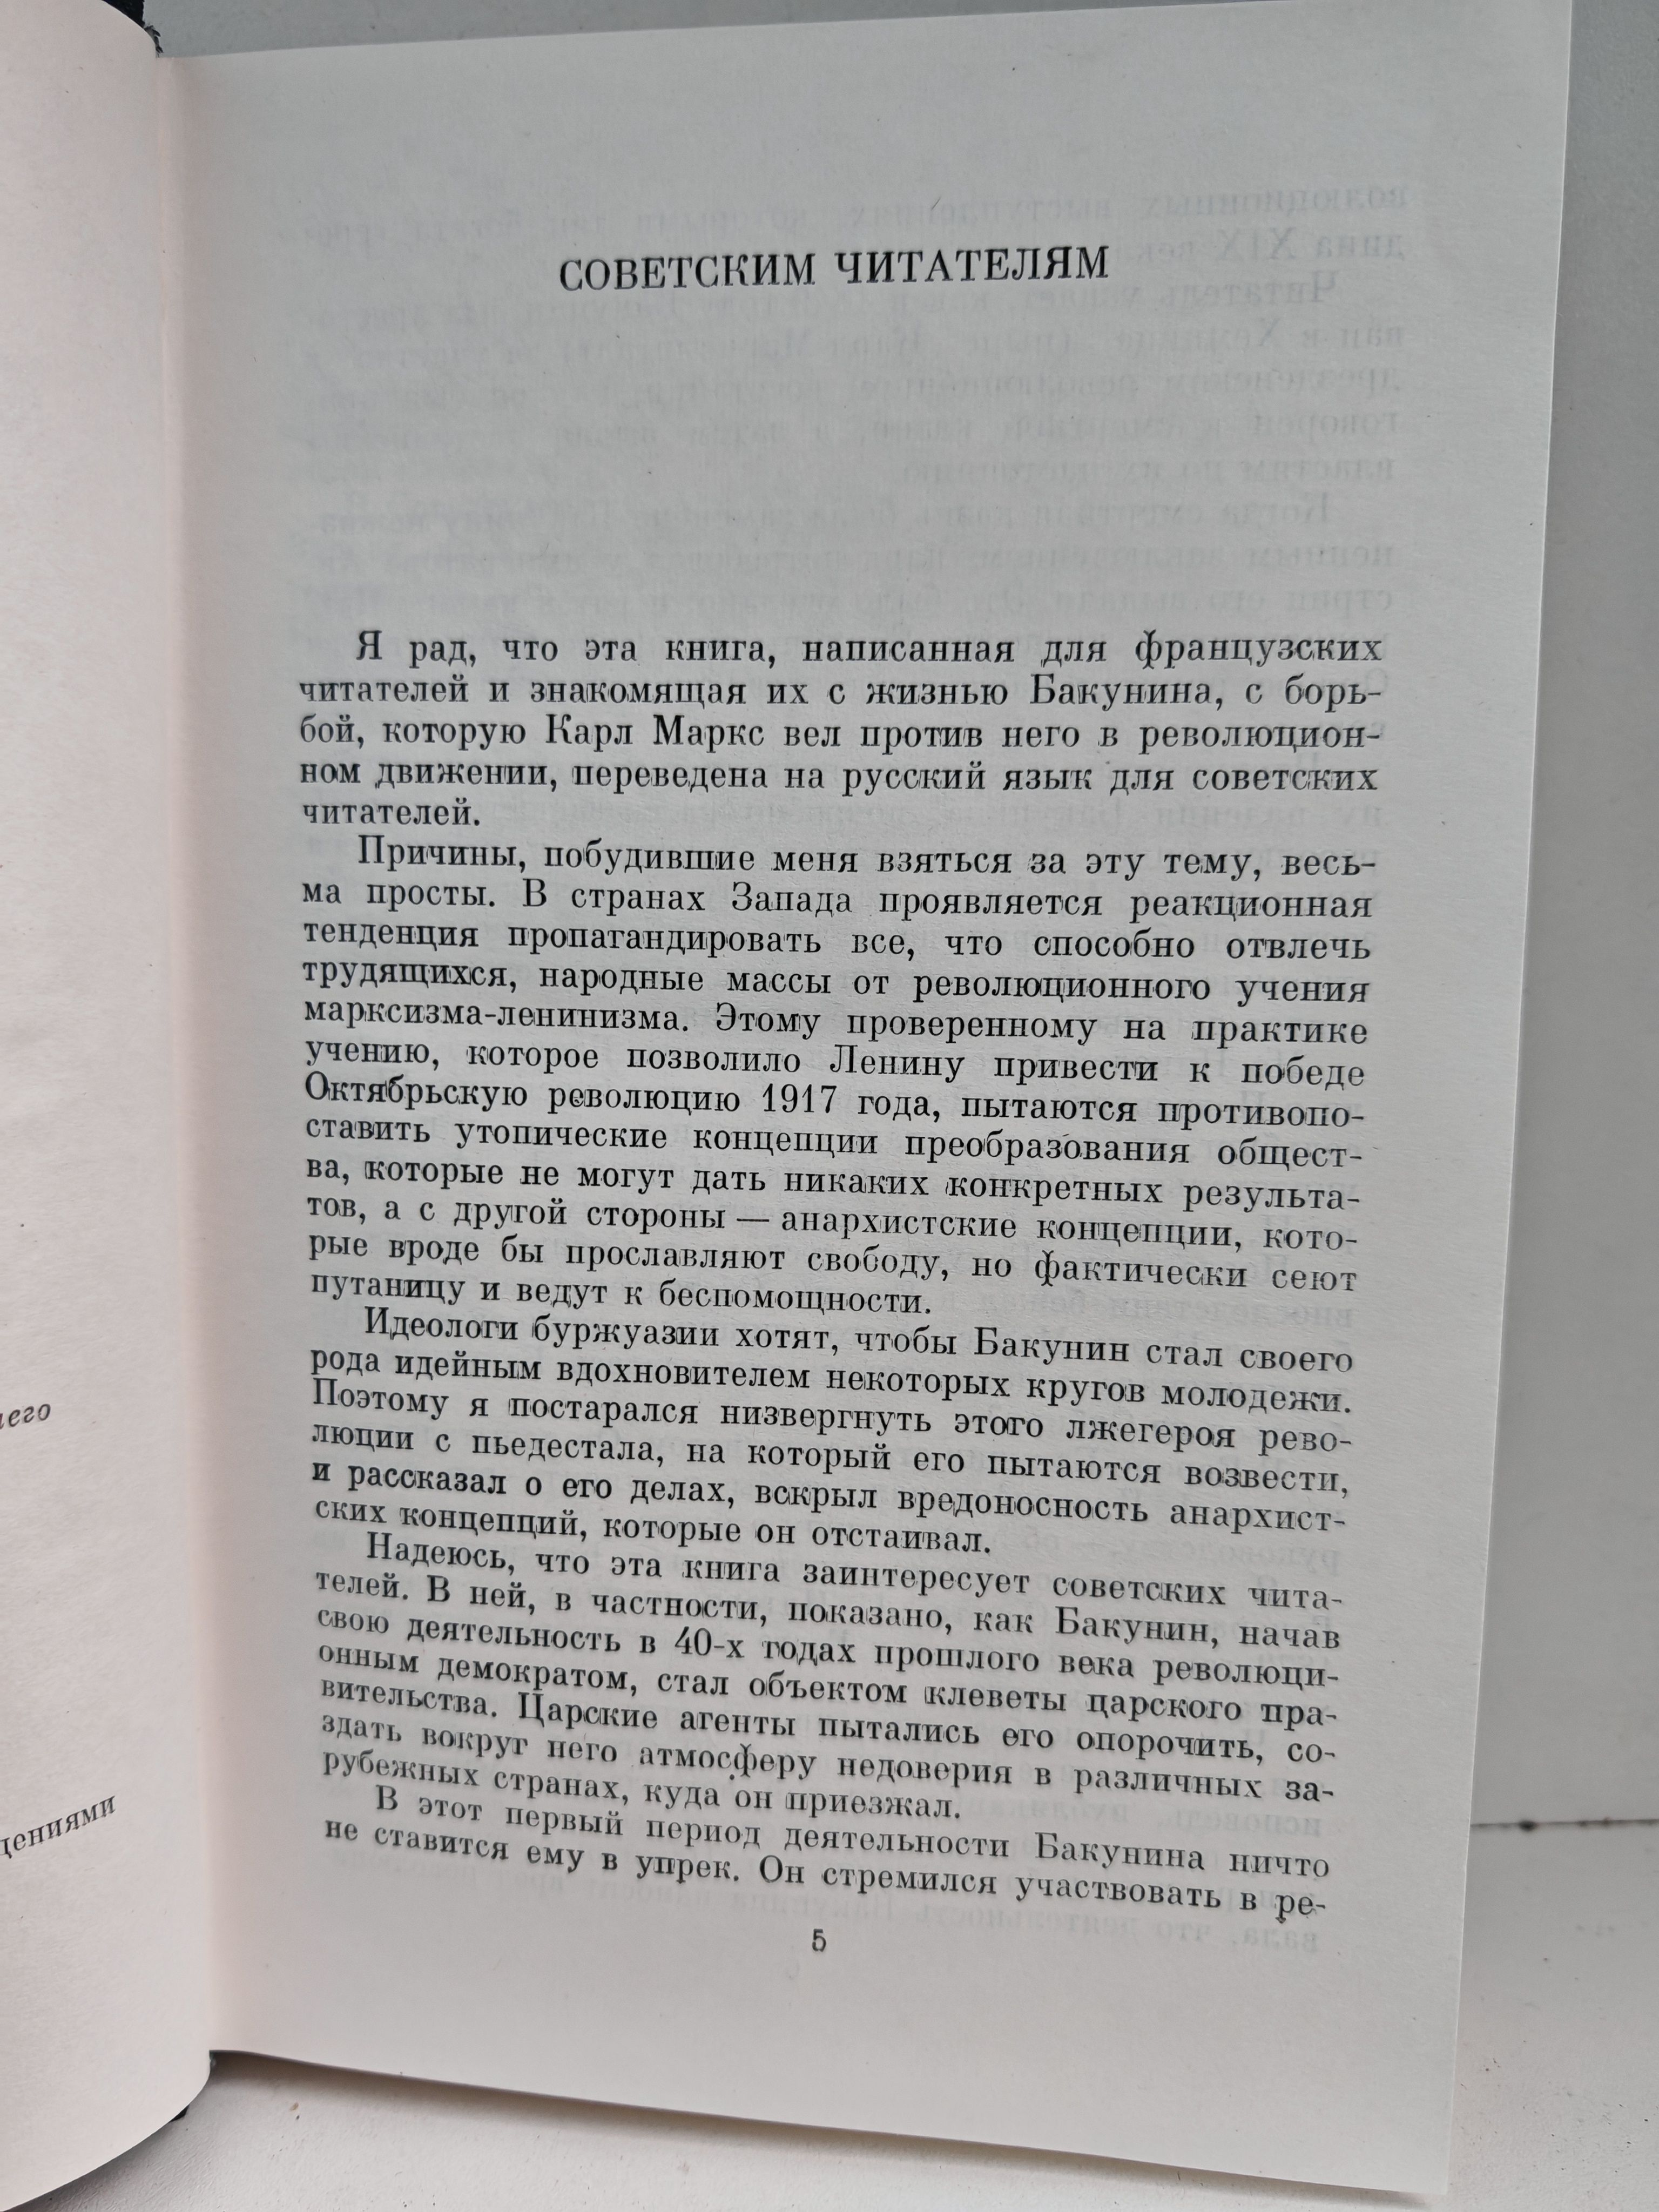 СОВЕТСКИМ ЧИТАТЕЛЯМ
Я рад, что эта книга, написанная для французских
читателей и знакомящая их с жизнью Бакунина, с борь-
бой, которую Карл Маркс вел против него в революцион-
ном движении, переведена на русский язык для советских
читателей.
Причины, побудившие меня взяться за эту тему, весь-
ма просты. В странах Запада проявляется реакционная
тенденция пропагандировать все, что способно отвлечь
трудящихся, народные массы от революционного учения
марксизма-ленинизма. Этому проверенному на практике
учению, которое позволило Ленину привести к победе
Октябрьскую революцию 1917 года, пытаются противопо-
ставить утопические концепции преобразования общест-
ва, которые не могут дать никаких конкретных результа-
тов, а с другой стороны — анархистские концепции, кото-
рые вроде бы прославляют свободу, но фактически сеют
путаницу и ведут к беспомощности.
Идеологи буржуазии хотят, чтобы Бакунин стал своего
рода идейным вдохновителем некоторых кругов молодежи.
Поэтому я постарался низвергнуть этого лжегероя рево-
люции с пьедестала, на который его пытаются возвести,
и рассказал о его делах, вскрыл вредоносность анархист-
ских концепций, которые он отстаивал.
Надеюсь, что эта книга заинтересует советских чита-
телей. В ней, в частности, показано, как Бакунин, начав
свою деятельность в 40-х годах прошлого века революци-
онным демократом, стал объектом клеветы царского пра-
вительства. Царские агенты пытались его опорочить, со-
здать вокруг него атмосферу недоверия в различных за-
рубежных странах, куда он приезжал.
В этот первый период деятельности Бакунина ничто
не ставится ему в упрек. Он стремился участвовать в ре-
5